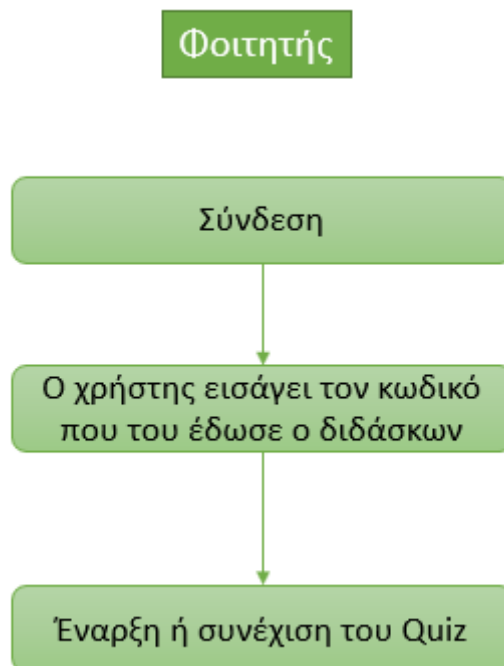 Φοιτητής
Σύνδεση
Ο χρήστης εισάγει τον κωδικό
που του έδωσε ο διδάσκων
Έναρξη ή συνέχιση του Quiz